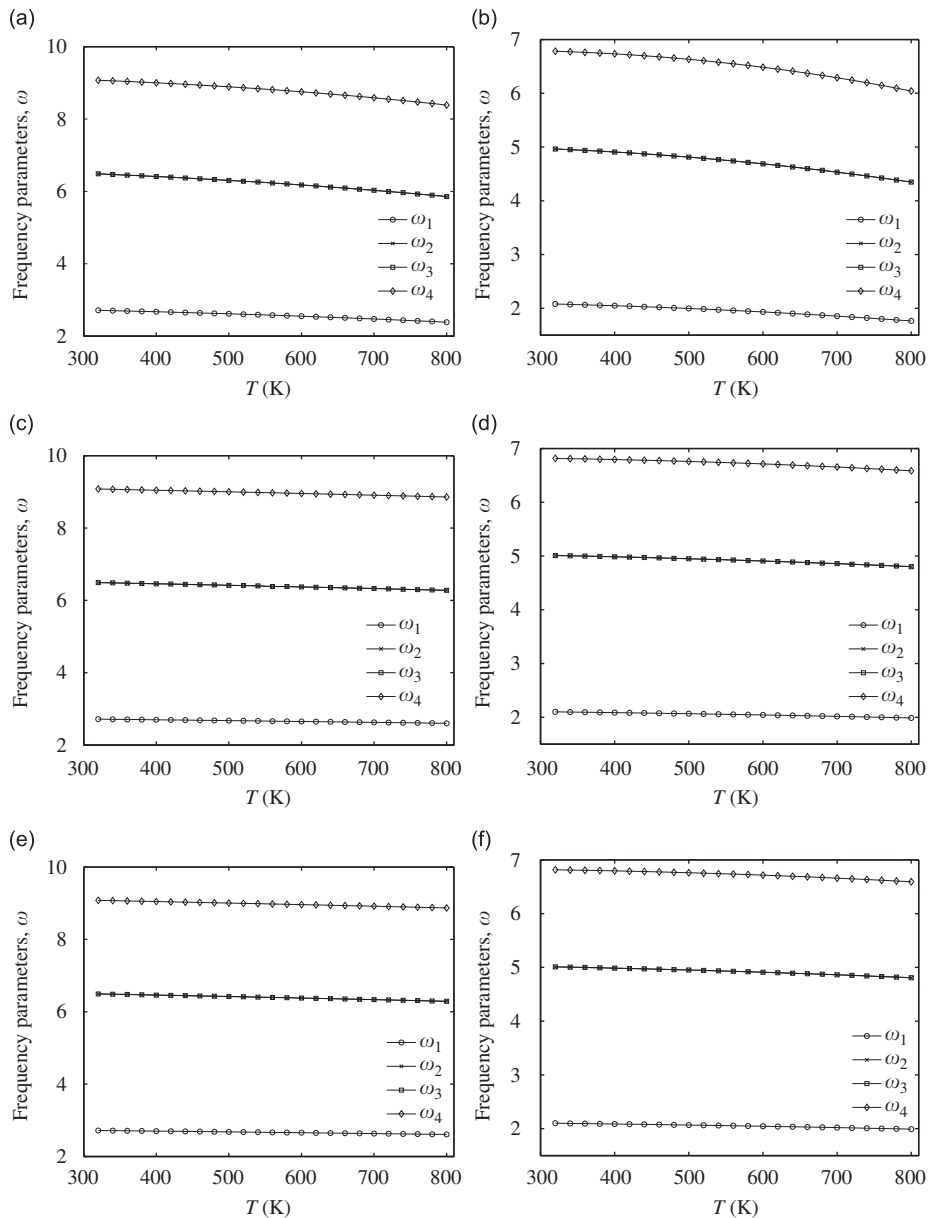 (a)
10
8
6
4
2
Frequency parameters, ω
ω1
ω2
ω3
ω4
300 400 500 600 700 800
T (K)
(b)
7
6
5
4
3
2
Frequency parameters, ω
ω1
ω2
ω3
ω4
300 400 500 600 700 800
T (K)
(c)
10
8
6
4
2
Frequency parameters, ω
ω1
ω2
ω3
ω4
300 400 500 600 700 800
T (K)
(d)
7
6
5
4
3
2
Frequency parameters, ω
ω1
ω2
ω3
ω4
300 400 500 600 700 800
T (K)
(e)
10
8
6
4
2
Frequency parameters, ω
ω1
ω2
ω3
ω4
300 400 500 600 700 800
T (K)
(f)
7
6
5
4
3
2
Frequency parameters, ω
ω1
ω2
ω3
ω4
300 400 500 600 700 800
T (K)